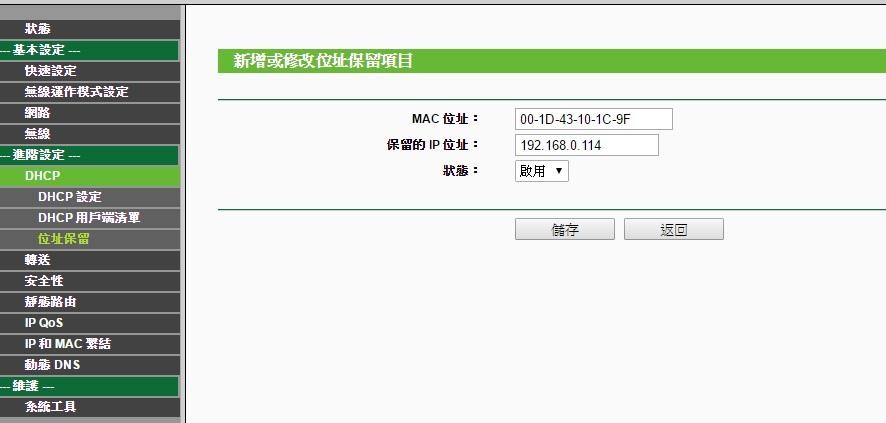 狀態
--- 基本設定 ---
快速設定
無線運作模式設定
網路
無線
--- 進階設定 ---
DHCP
DHCP 設定
DHCP 用戶端清單
位址保留
轉送
安全性
靜態路由
IP QoS
IP 和 MAC 繫結
動態 DNS
--- 維護 ---
系統工具
新增或修改位址保留項目
MAC 位址： 00-1D-43-10-1C-9F
保留的 IP 位址： 192.168.0.114
狀態： 啟用
儲存 返回